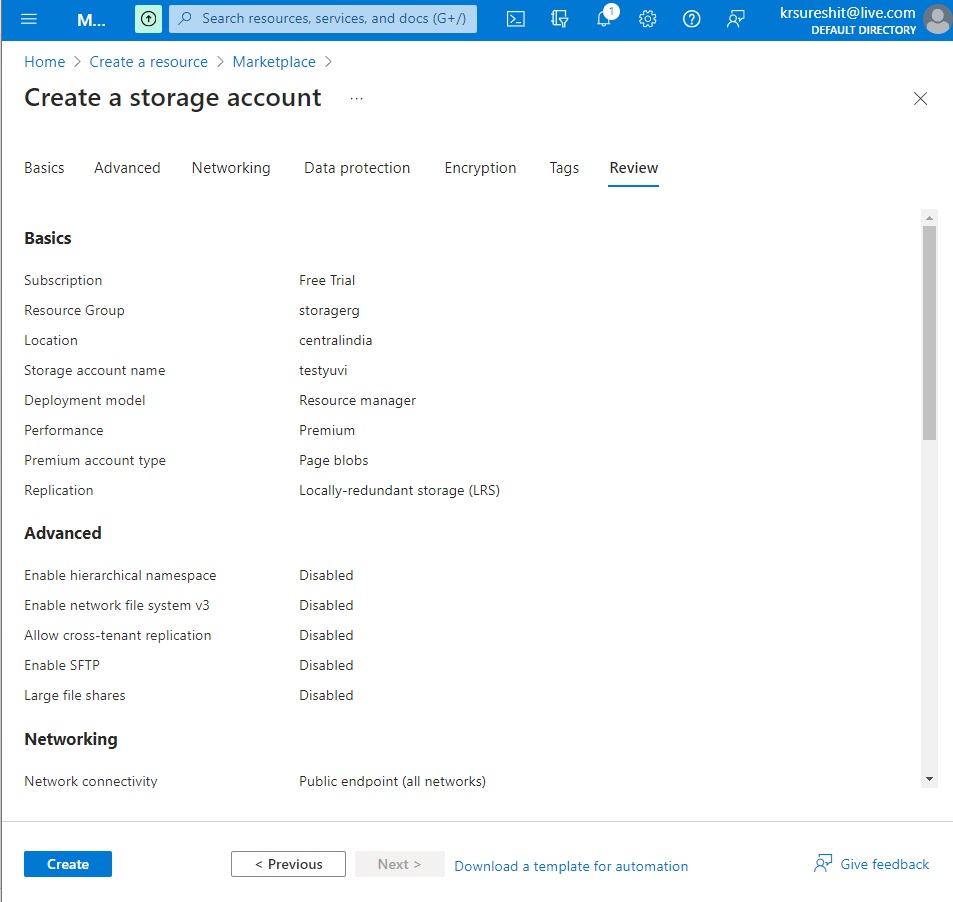 M...
Search resources, services, and docs (G+/)
1
krsureshit@live.com
DEFAULT DIRECTORY
Home > Create a resource > Marketplace >
Create a storage account ...
Basics Advanced Networking Data protection Encryption Tags Review
Basics
Subscription Free Trial
Resource Group storagerg
Location centralindia
Storage account name testyuvi
Deployment model Resource manager
Performance Premium
Premium account type Page blobs
Replication Locally-redundant storage (LRS)
Advanced
Enable hierarchical namespace Disabled
Enable network file system v3 Disabled
Allow cross-tenant replication Disabled
Enable SFTP Disabled
Large file shares Disabled
Networking
Network connectivity Public endpoint (all networks)
Create < Previous Next > Download a template for automation Give feedback